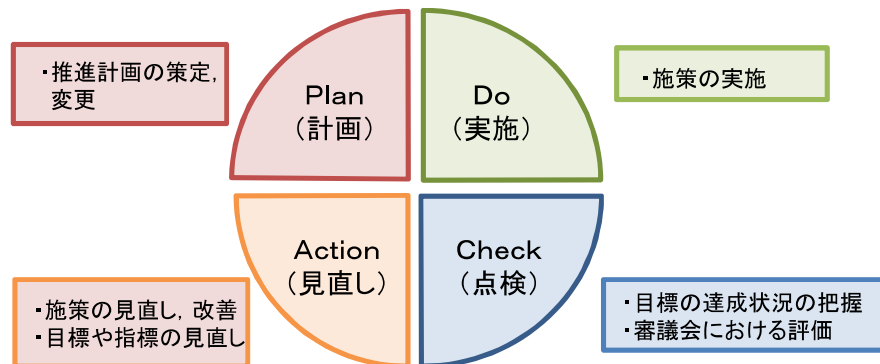 ・推進計画の策定，
変更
Plan
（計画）
Do
（実施）
・施策の実施
Action
（見直し）
Check
（点検）
・施策の見直し，改善
・目標や指標の見直し
・目標の達成状況の把握
・審議会における評価